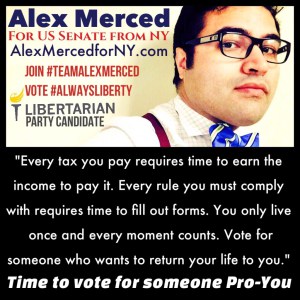 Alex Merced
FOR US SENATE FROM NY
AlexMercedforNY.com
JOIN #TEAMALEXMERCED
VOTE #ALWAYSLIBERTY
LIBERTARIAN
PARTY CANDIDATE
"Every tax you pay requires time to earn the
income to pay it. Every rule you must comply
with requires time to fill out forms. You only live
once and every moment counts. Vote for
someone who wants to return your life to you."
Time to vote for someone Pro-You